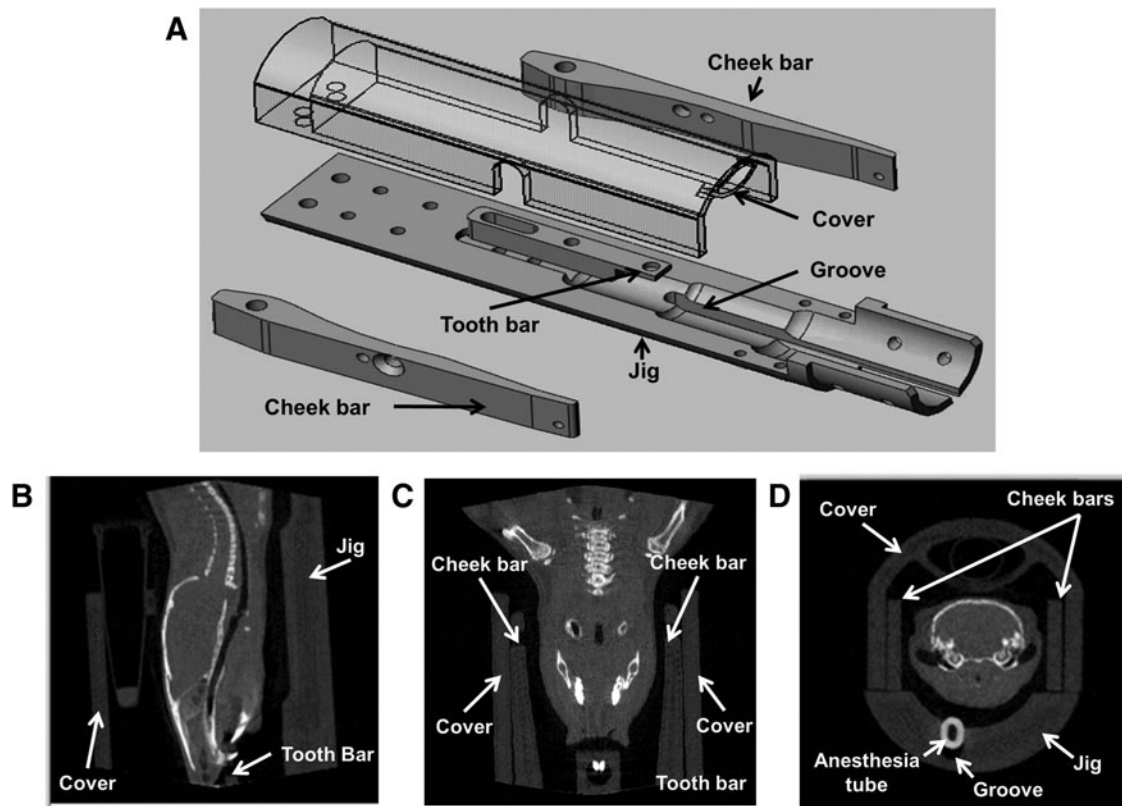 A
Cheek bar
Cover
Groove
Tooth bar
Jig
Cheek bar
B
Jig
Cover
Tooth Bar
C
Cheek bar
Cheek bar
Cover
Cover
Tooth bar
D
Cover
Cheek bars
Anesthesia
tube
Groove
Jig